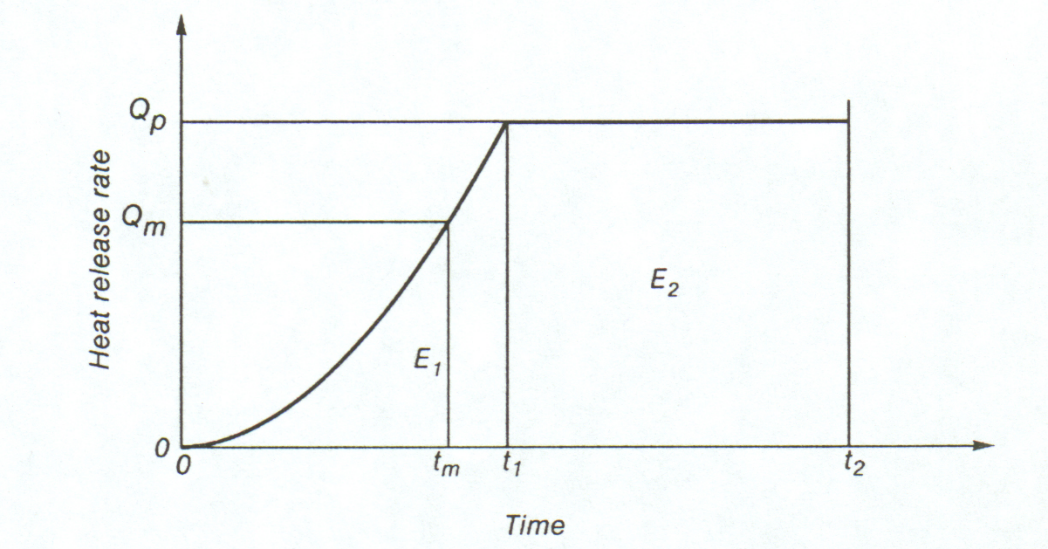 Qp
Qm
Heat release rate
E1
E2
0
0
tm
t1
t2
Time